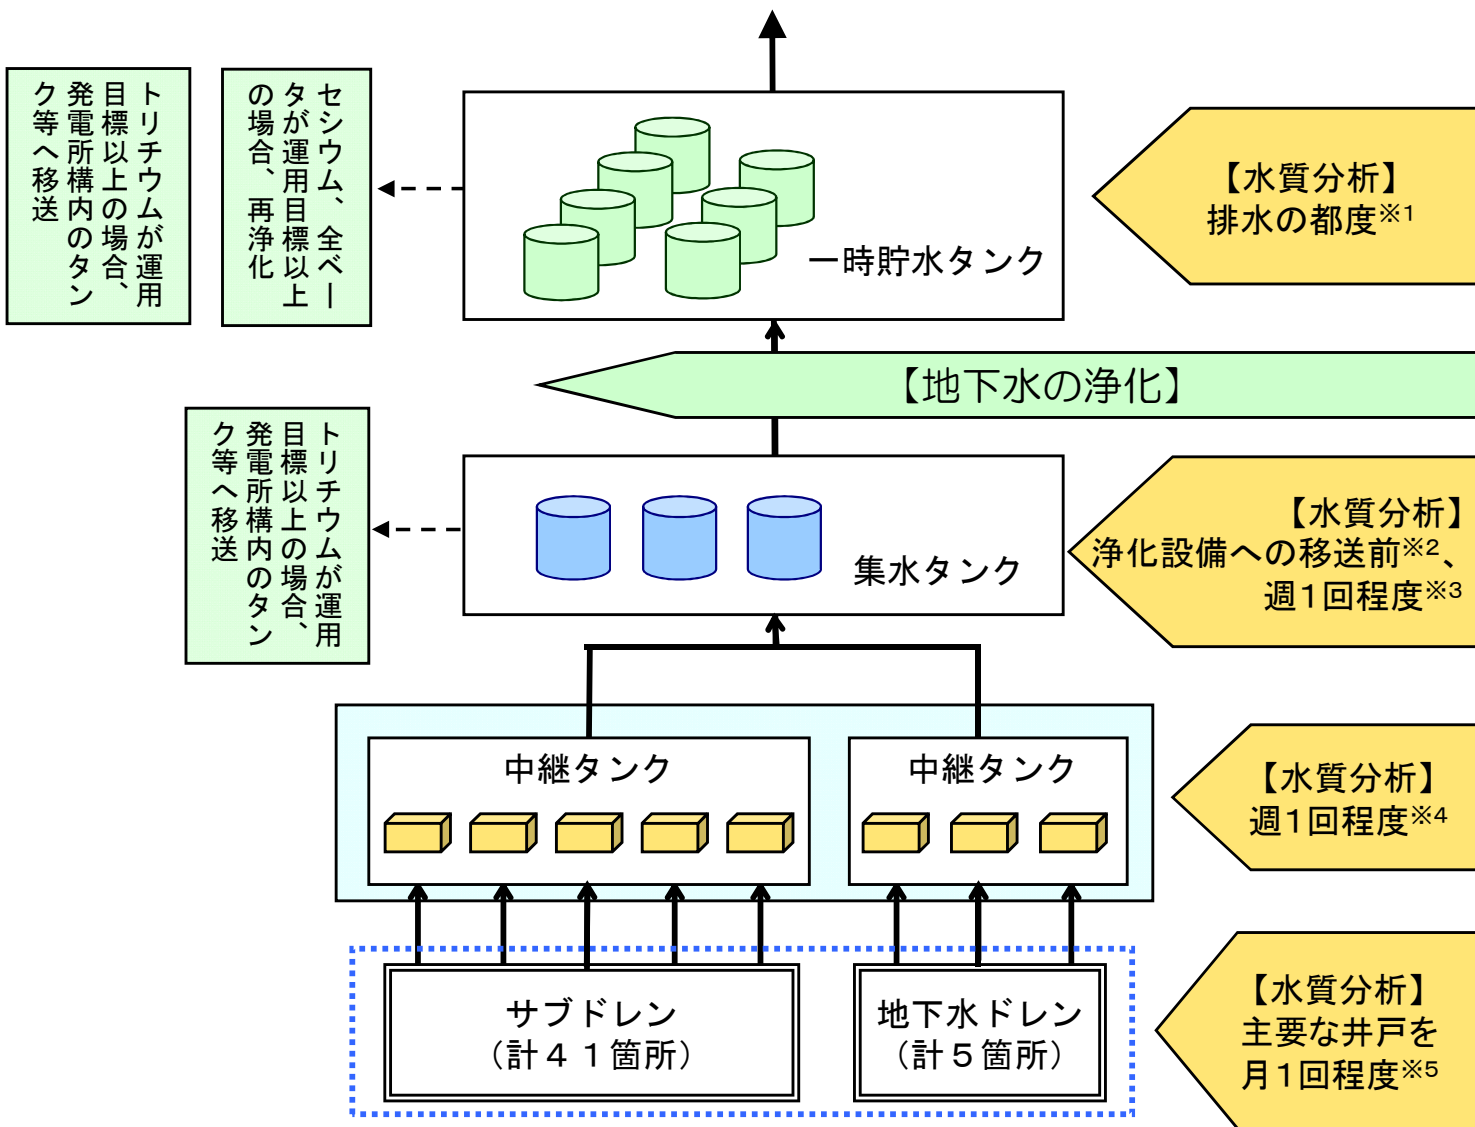 トリチウムが運用
目標以上の場合、
発電所構内のタン
ク等へ移送
セシウム、全ベー
タが運用目標以上
の場合、再浄化
一時貯水タンク
【水質分析】
排水の都度※1
【地下水の浄化】
トリチウムが運用
目標以上の場合、
発電所構内のタン
ク等へ移送
集水タンク
【水質分析】
浄化設備への移送前※2、
週1回程度※3
中継タンク
中継タンク
【水質分析】
週1回程度※4
サブドレン
（計４１箇所）
地下水ドレン
（計５箇所）
【水質分析】
主要な井戸を
月1回程度※5